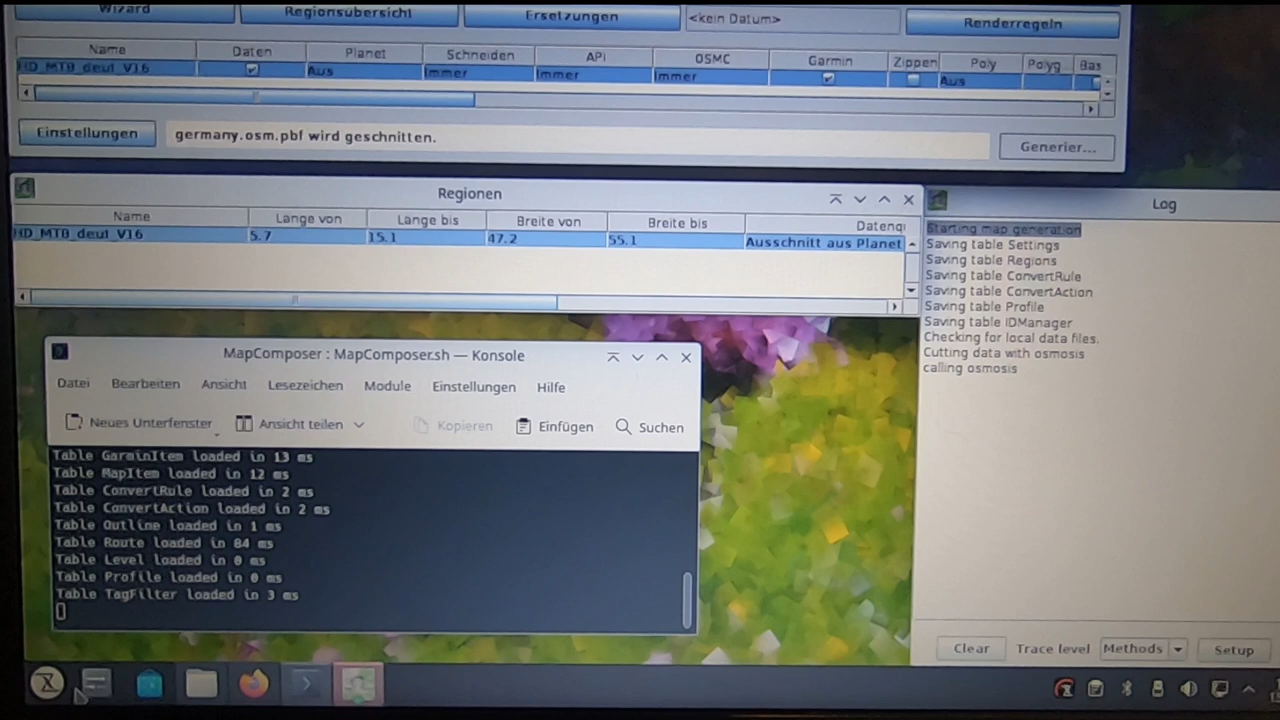 Wizard Regionsübersicht Ersetzungen <kein Datum> Renderregeln
Name Daten Planet Schneiden API OSMC Garmin Zippen Poly Polyg Bas
HD_MTB_deu1_V16 Aus Immer Immer Immer Aus
Einstellungen germany.osm.pbf wird geschnitten. Generier...
Regionen
Name Länge von Länge bis Breite von Breite bis Datenq
HD_MTB_deu1_V16 5.7 15.1 47.2 55.1 Ausschnitt aus Planet
Log
Starting map generation
Saving table Settings
Saving table Regions
Saving table ConvertRule
Saving table ConvertAction
Saving table Profile
Saving table IDManager
Checking for local data files.
Cutting data with osmosis
calling osmosis
MapComposer : MapComposer.sh — Konsole
Datei Bearbeiten Ansicht Lesezeichen Module Einstellungen Hilfe
Neues Unterfenster Ansicht teilen Kopieren Einfügen Suchen
Table GarminItem loaded in 13 ms
Table MapItem loaded in 12 ms
Table ConvertRule loaded in 2 ms
Table ConvertAction loaded in 2 ms
Table Outline loaded in 1 ms
Table Route loaded in 84 ms
Table Level loaded in 0 ms
Table Profile loaded in 0 ms
Table TagFilter loaded in 3 ms
Clear Trace level Methods Setup